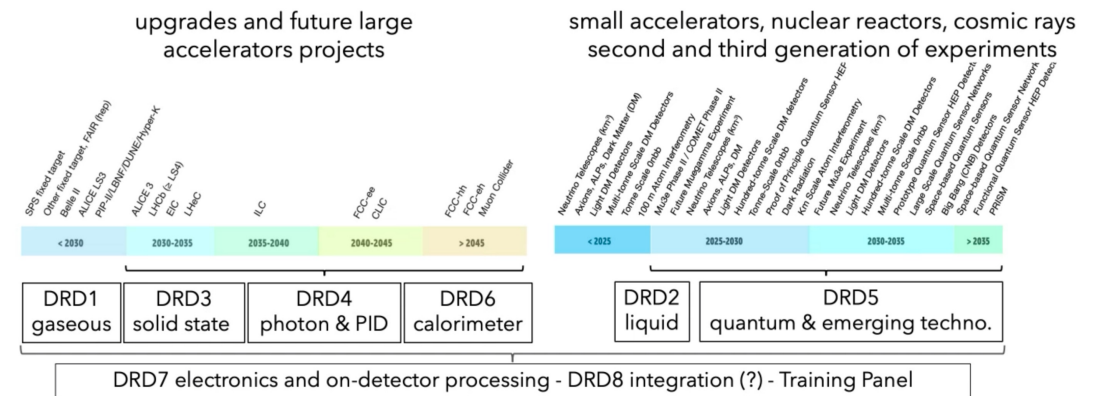 upgrades and future large
accelerators projects
SPS fixed target
Other fixed target, FAIR (hep)
Belle II
ALICE LS3
PIP-II/LBNF/DUNE/Hyper-K
ALICE 3
LHCb (≥ LS4)
EIC
LHeC
ILC
FCC-ee
CLIC
FCC-hh
FCC-eh
Muon Collider
< 2030
2030-2035
2035-2040
2040-2045
> 2045
small accelerators, nuclear reactors, cosmic rays
second and third generation of experiments
Neutrino Telescopes (km³)
Axions, ALPs, Dark Matter (DM)
Light DM Detectors
Multi-tonne Scale DM Detectors
Tonne Scale 0nbb
100 m Atom Interferometry
Mu3e Phase II / COMET Phase II
Future Muegamma Experiment
Neutrino Telescopes (km³)
Axions, ALPs, DM
Light DM Detectors
Hundred-tonne Scale DM detectors
Tonne-Scale 0nbb
Proof of Principle Quantum Sensor HEP
Dark Radiation
Km Scale Atom Interferometry
Future Mu3e Experiment
Neutrino Telescopes (km³)
Light DM Detectors
Hundred-tonne Scale DM Detectors
Multi-tonne Scale 0nbb
Prototype Quantum Sensor HEP
Large Scale Quantum Sensor Networks
Space-based Quantum Sensors
Big Bang (CNB) Detectors
Space-based Quantum Sensor Network
Functional Quantum Sensor HEP
PRISM
< 2025
2025-2030
2030-2035
> 2035
DRD1
gaseous
DRD3
solid state
DRD4
photon & PID
DRD6
calorimeter
DRD2
liquid
DRD5
quantum & emerging techno.
DRD7 electronics and on-detector processing - DRD8 integration (?) - Training Panel